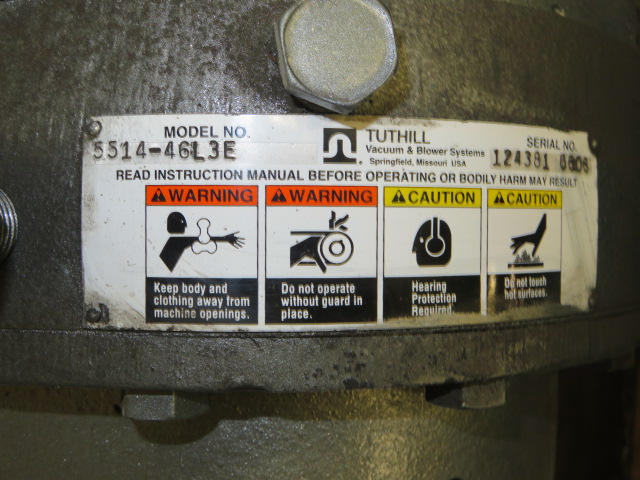 MODEL NO.
5514-46L3E
TUTHILL
Vacuum & Blower Systems
Springfield, Missouri USA
SERIAL NO.
124381 0606
READ INSTRUCTION MANUAL BEFORE OPERATING OR BODILY HARM MAY RESULT
WARNING
Keep body and
clothing away from
machine openings.
WARNING
Do not operate
without guard in
place.
CAUTION
Hearing
Protection
Required.
CAUTION
Do not touch
hot surfaces.